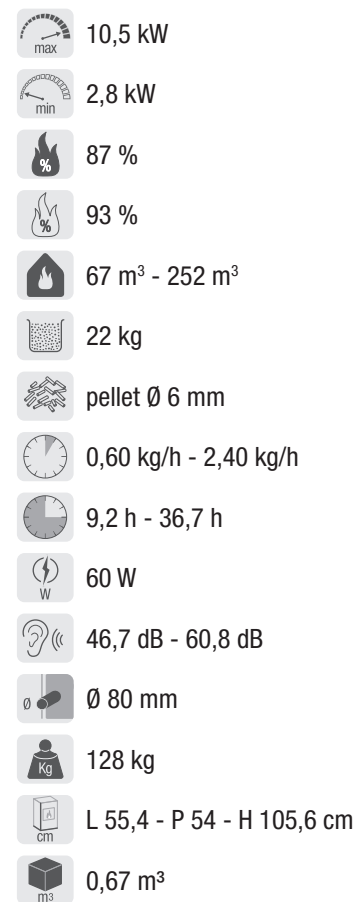 max 10,5 kW
min 2,8 kW
% 87 %
% 93 %
67 m³ - 252 m³
22 kg
pellet Ø 6 mm
0,60 kg/h - 2,40 kg/h
9,2 h - 36,7 h
W 60 W
46,7 dB - 60,8 dB
Ø Ø 80 mm
Kg 128 kg
cm L 55,4 - P 54 - H 105,6 cm
m3 0,67 m³